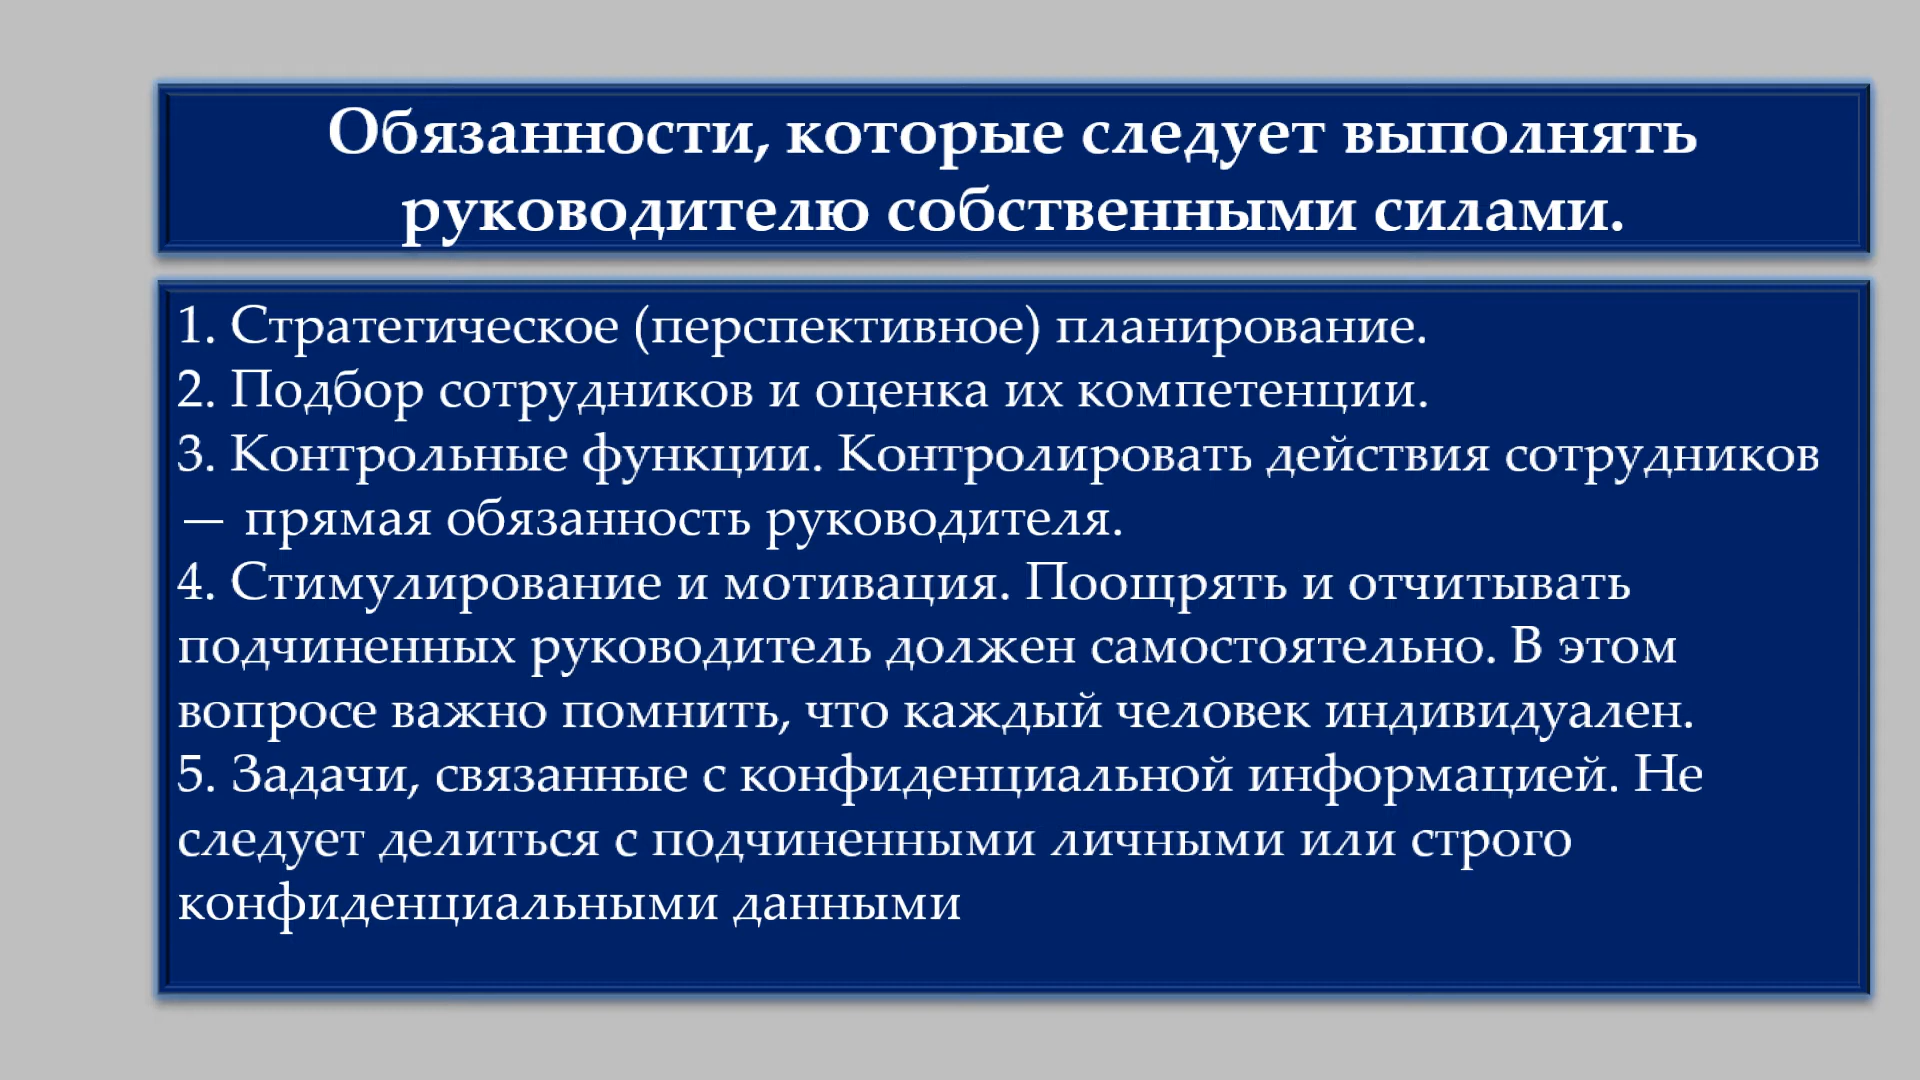 Обязанности, которые следует выполнять
руководителю собственными силами.
1. Стратегическое (перспективное) планирование.
2. Подбор сотрудников и оценка их компетенции.
3. Контрольные функции. Контролировать действия сотрудников
— прямая обязанность руководителя.
4. Стимулирование и мотивация. Поощрять и отчитывать
подчиненных руководитель должен самостоятельно. В этом
вопросе важно помнить, что каждый человек индивидуален.
5. Задачи, связанные с конфиденциальной информацией. Не
следует делиться с подчиненными личными или строго
конфиденциальными данными